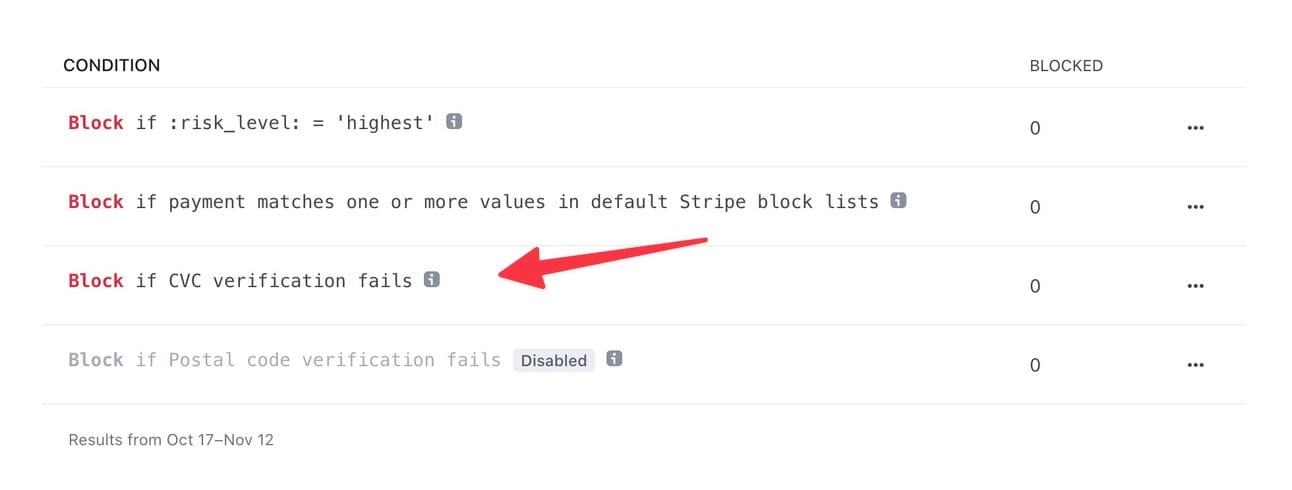 CONDITION BLOCKED
Block if :risk_level: = 'highest' 0
Block if payment matches one or more values in default Stripe block lists 0
Block if CVC verification fails 0
Block if Postal code verification fails Disabled 0
Results from Oct 17–Nov 12